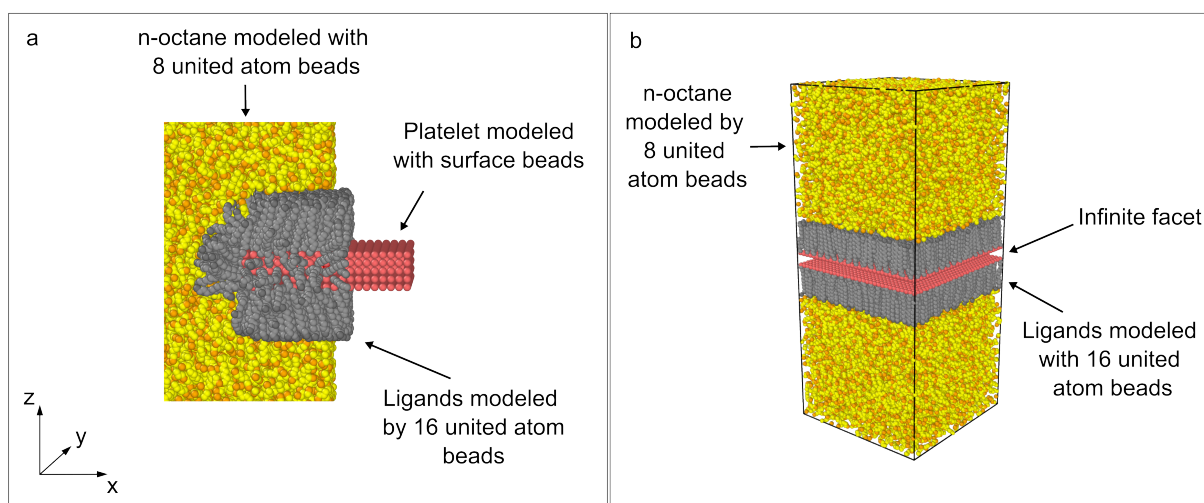 a
n-octane modeled with
8 united atom beads
Platelet modeled
with surface beads
Ligands modeled
by 16 united atom
beads
z
y
x
b
n-octane
modeled by
8 united
atom beads
Infinite facet
Ligands modeled
with 16 united
atom beads